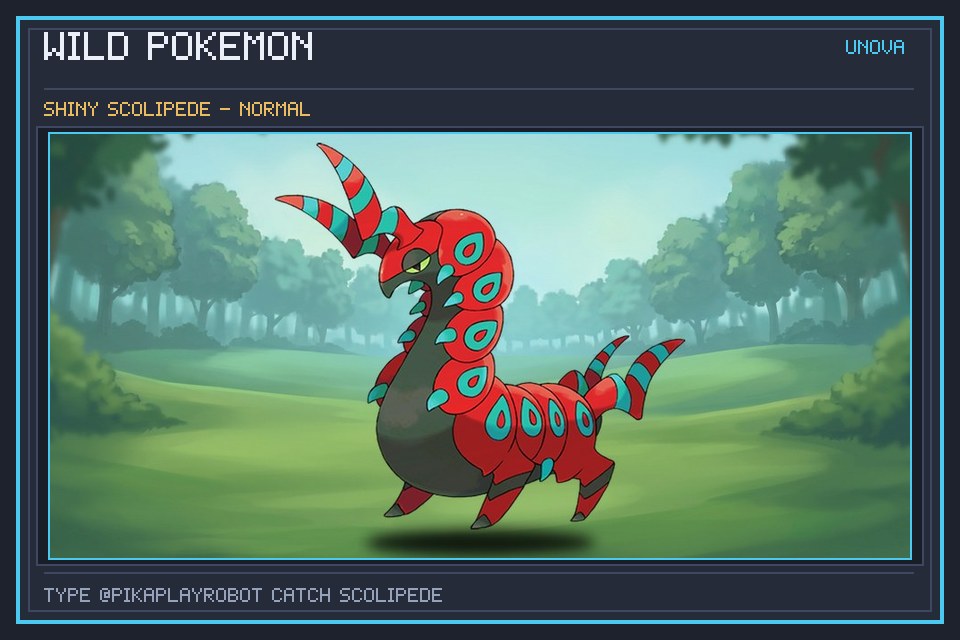 WILD POKEMON
UNOVA
SHINY SCOLIPEDE - NORMAL
TYPE @PIKAPLAYROBOT CATCH SCOLIPEDE